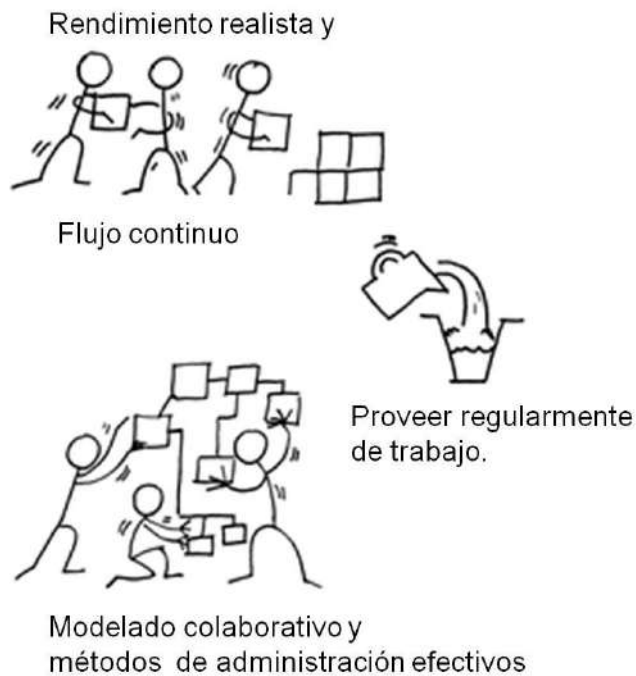 Rendimiento realista y
Flujo continuo
Proveer regularmente
de trabajo.
Modelado colaborativo y
métodos de administración efectivos